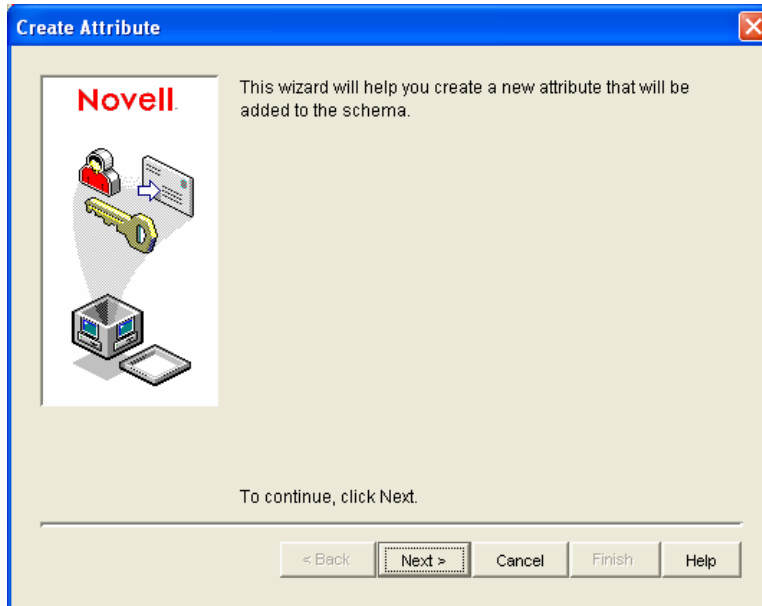 Create Attribute
Novell.
This wizard will help you create a new attribute that will be
added to the schema.
To continue, click Next.
< Back
Next >
Cancel
Finish
Help